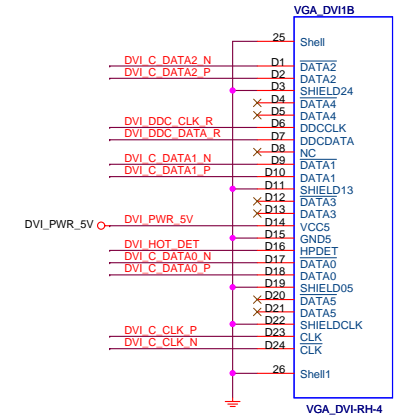 VGA_DVI1B
25 Shell
DVI_C_DATA2_N D1 DATA2
DVI_C_DATA2_P D2 DATA2
D3 SHIELD24
D4 DATA4
D5 DATA4
DVI_DDC_CLK_R D6 DDCCLK
DVI_DDC_DATA_R D7 DDCDATA
D8 NC
DVI_C_DATA1_N D9 DATA1
DVI_C_DATA1_P D10 DATA1
D11 SHIELD13
D12 DATA3
D13 DATA3
DVI_PWR_5V DVI_PWR_5V D14 VCC5
D15 GND5
DVI_HOT_DET D16 HPDET
DVI_C_DATA0_N D17 DATA0
DVI_C_DATA0_P D18 DATA0
D19 SHIELD05
D20 DATA5
D21 DATA5
D22 SHIELDCLK
DVI_C_CLK_P D23 CLK
DVI_C_CLK_N D24 CLK
26 Shell1
VGA_DVI-RH-4